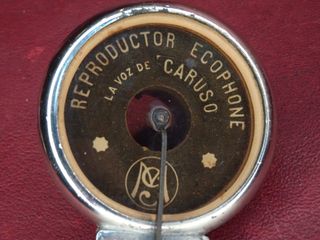 REPRODUCTOR ECOPHONE
LA VOZ DE CARUSO